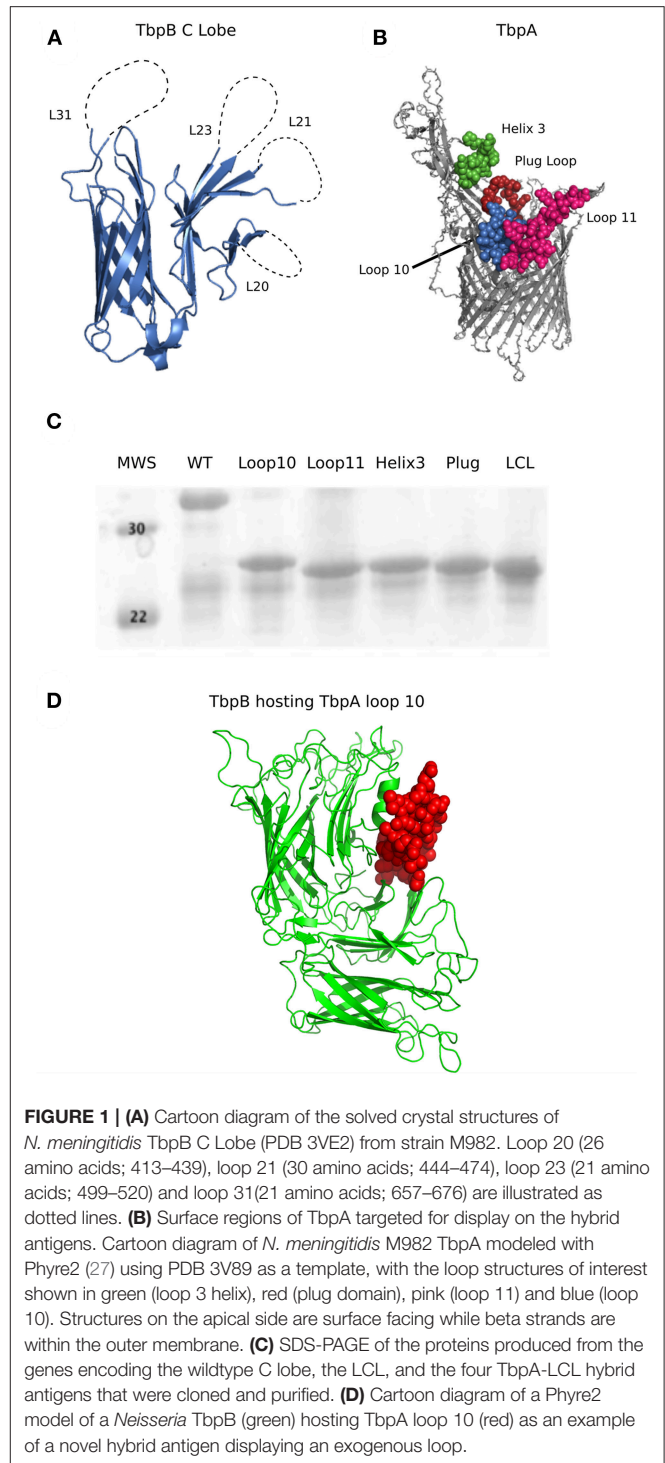 A
TbpB C Lobe
L31
L23
L21
L20
B
TbpA
Helix 3
Plug Loop
Loop 11
Loop 10
C
MWS WT Loop10 Loop11 Helix3 Plug LCL
30
22
D
TbpB hosting TbpA loop 10
FIGURE 1 | (A) Cartoon diagram of the solved crystal structures of
N. meningitidis TbpB C Lobe (PDB 3VE2) from strain M982. Loop 20 (26
amino acids; 413–439), loop 21 (30 amino acids; 444–474), loop 23 (21 amino
acids; 499–520) and loop 31(21 amino acids; 657–676) are illustrated as
dotted lines. (B) Surface regions of TbpA targeted for display on the hybrid
antigens. Cartoon diagram of N. meningitidis M982 TbpA modeled with
Phyre2 (27) using PDB 3V89 as a template, with the loop structures of interest
shown in green (loop 3 helix), red (plug domain), pink (loop 11) and blue (loop
10). Structures on the apical side are surface facing while beta strands are
within the outer membrane. (C) SDS-PAGE of the proteins produced from the
genes encoding the wildtype C lobe, the LCL, and the four TbpA-LCL hybrid
antigens that were cloned and purified. (D) Cartoon diagram of a Phyre2
model of a Neisseria TbpB (green) hosting TbpA loop 10 (red) as an example
of a novel hybrid antigen displaying an exogenous loop.